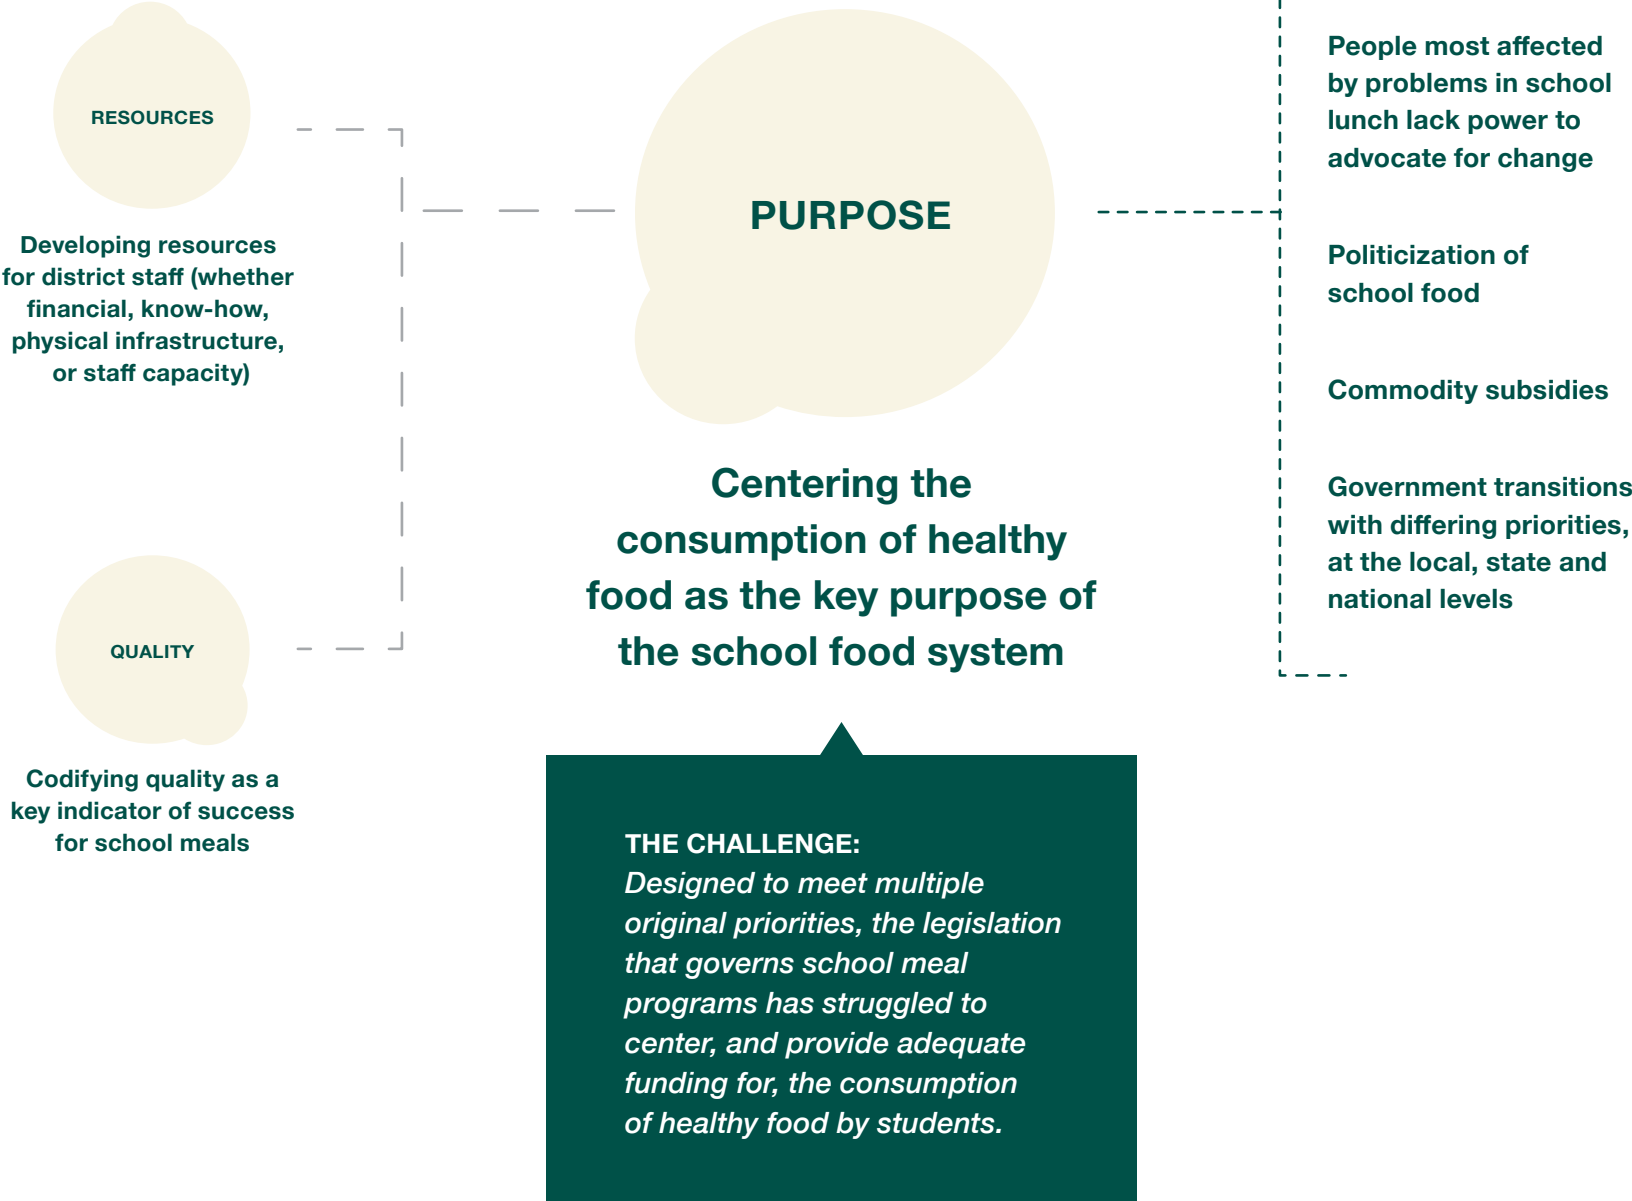 RESOURCES
Developing resources
for district staff (whether
financial, know-how,
physical infrastructure,
or staff capacity)
QUALITY
Codifying quality as a
key indicator of success
for school meals
PURPOSE
Centering the
consumption of healthy
food as the key purpose of
the school food system
THE CHALLENGE:
Designed to meet multiple
original priorities, the legislation
that governs school meal
programs has struggled to
center, and provide adequate
funding for, the consumption
of healthy food by students.
People most affected
by problems in school
lunch lack power to
advocate for change
Politicization of
school food
Commodity subsidies
Government transitions
with differing priorities,
at the local, state and
national levels